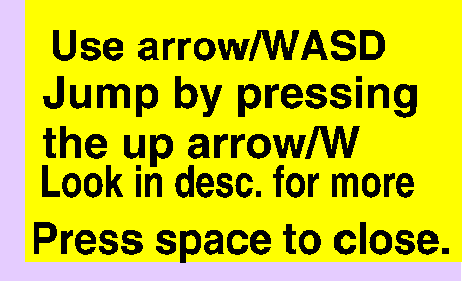 Use arrow/WASD
Jump by pressing
the up arrow/W
Look in desc. for more
Press space to close.